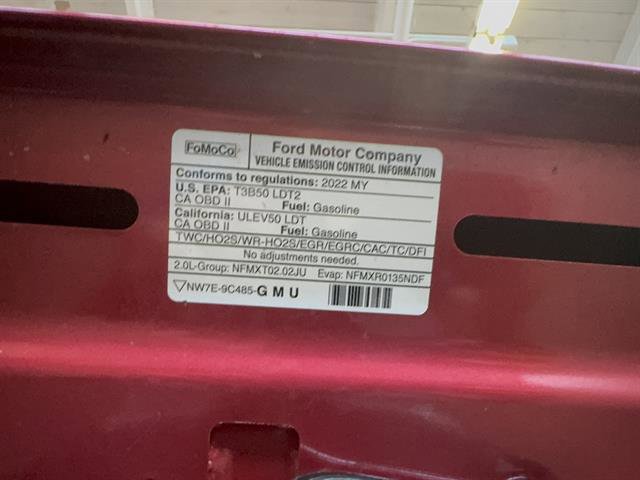 FoMoCo
Ford Motor Company
VEHICLE EMISSION CONTROL INFORMATION
Conforms to regulations: 2022 MY
U.S. EPA: T3B50 LDT2
CA OBD II Fuel: Gasoline
California: ULEV50 LDT
CA OBD II Fuel: Gasoline
TWC/HO2S/WR-HO2S/EGR/EGRC/CAC/TC/DFI
No adjustments needed.
2.0L-Group: NFMXT02.02JU Evap: NFMXR0135NDF
NW7E-9C485-G M U